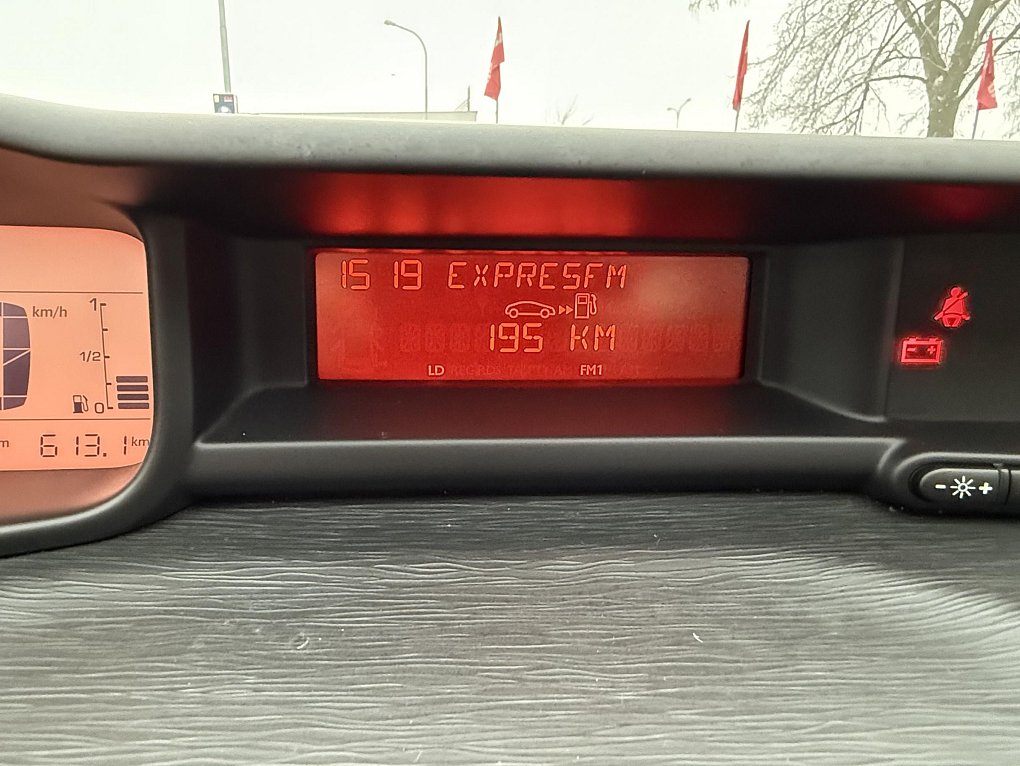 15 19 EXPRESFM
195 KM
LD
FM1
km/h
1
1/2
0
m 613.1 km
- +
- +